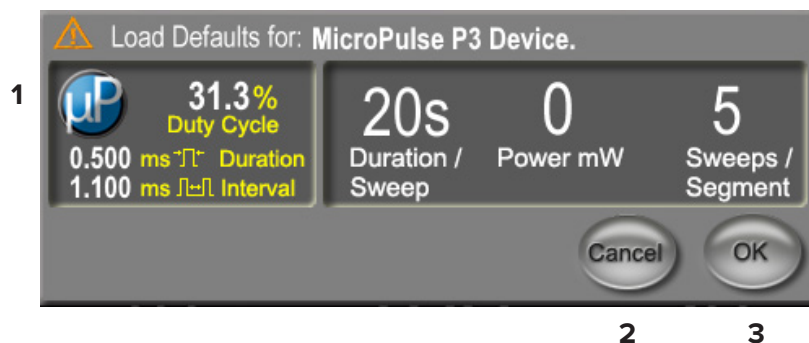 Load Defaults for: MicroPulse P3 Device.
1
µP
31.3%
Duty Cycle
0.500 ms Duration
1.100 ms Interval
20s
Duration /
Sweep
0
Power mW
5
Sweeps /
Segment
Cancel
OK
2
3